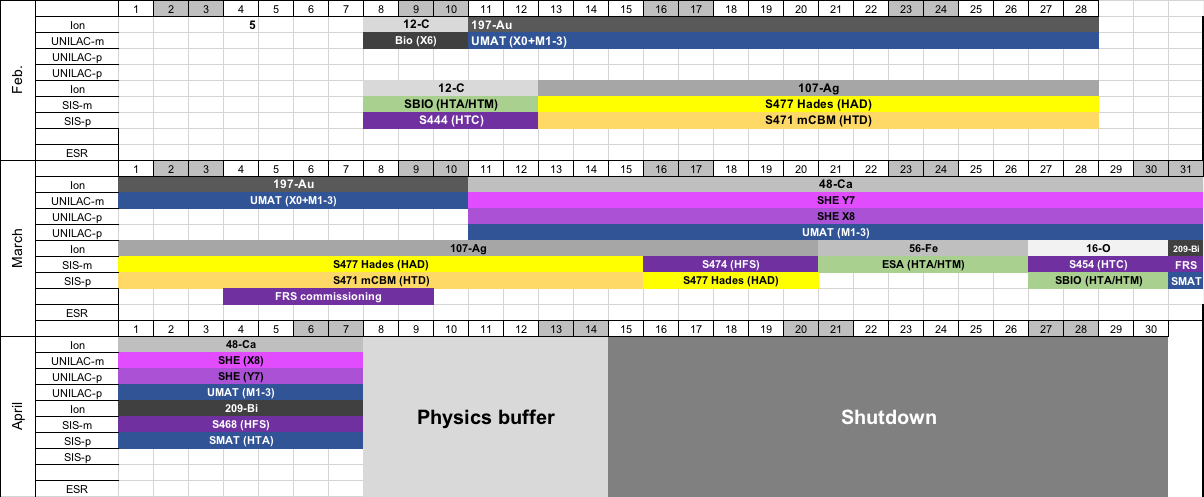 1 2 3 4 5 6 7 8 9 10 11 12 13 14 15 16 17 18 19 20 21 22 23 24 25 26 27 28
Feb.
Ion 5 12-C 197-Au
UNILAC-m Bio (X6) UMAT (X0+M1-3)
UNILAC-p
UNILAC-p
Ion 12-C 107-Ag
SIS-m SBIO (HTA/HTM) S477 Hades (HAD)
SIS-p S444 (HTC) S471 mCBM (HTD)
ESR
1 2 3 4 5 6 7 8 9 10 11 12 13 14 15 16 17 18 19 20 21 22 23 24 25 26 27 28 29 30 31
March
Ion 197-Au 48-Ca
UNILAC-m UMAT (X0+M1-3) SHE Y7
UNILAC-p SHE X8
UNILAC-p UMAT (M1-3)
Ion 107-Ag 56-Fe 16-O 209-Bi
SIS-m S477 Hades (HAD) S474 (HFS) ESA (HTA/HTM) S454 (HTC) FRS
SIS-p S471 mCBM (HTD) S477 Hades (HAD) SBIO (HTA/HTM) SMAT
FRS commissioning
ESR
1 2 3 4 5 6 7 8 9 10 11 12 13 14 15 16 17 18 19 20 21 22 23 24 25 26 27 28 29 30
April
Ion 48-Ca
UNILAC-m SHE (X8)
UNILAC-p SHE (Y7)
UNILAC-p UMAT (M1-3)
Ion 209-Bi
Physics buffer Shutdown
SIS-m S468 (HFS)
SIS-p SMAT (HTA)
SIS-p
ESR